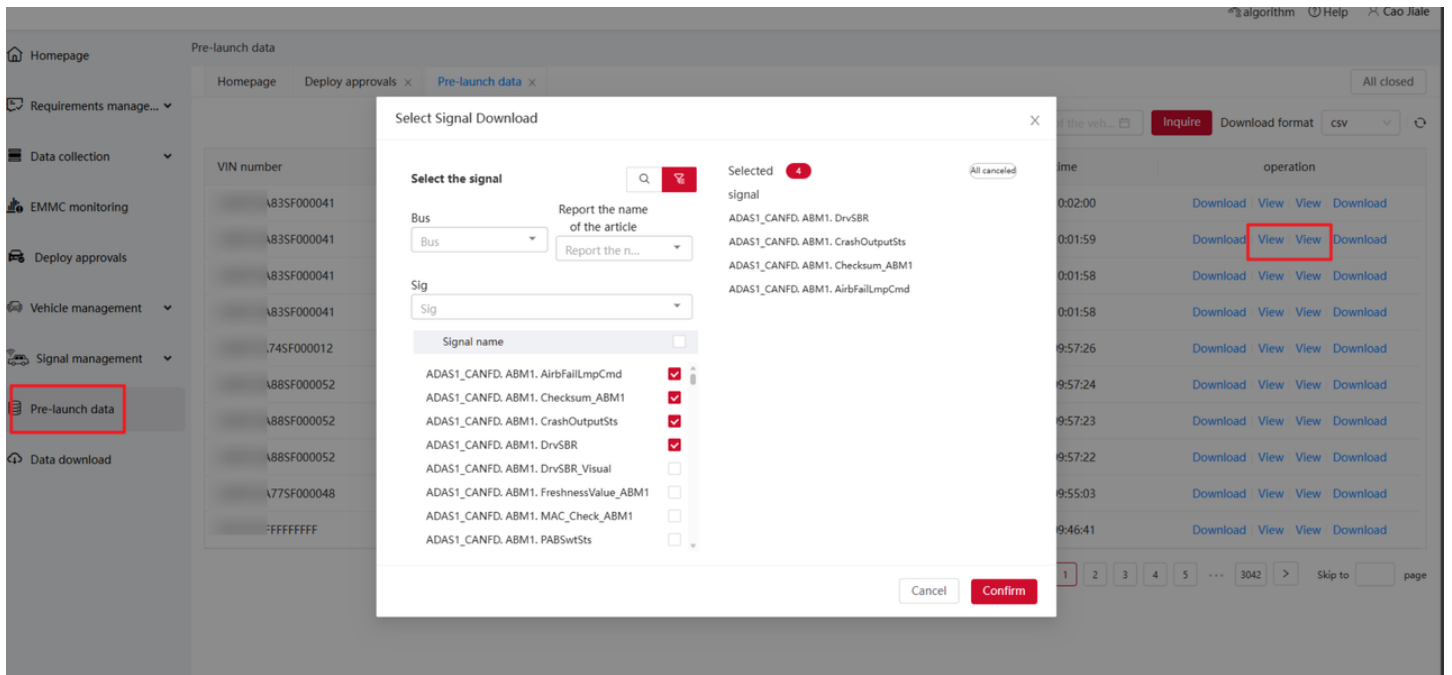 algorithm Help Cao Jiale
Homepage
Requirements manage...
Data collection
EMMC monitoring
Deploy approvals
Vehicle management
Signal management
Pre-launch data
Data download
Pre-launch data
Homepage Deploy approvals × Pre-launch data × All closed
of the veh... Inquire Download format csv
VIN number ime operation
A83SF000041 0:02:00 Download View View Download
A83SF000041 0:01:59 Download View View Download
A83SF000041 0:01:58 Download View View Download
A83SF000041 0:01:58 Download View View Download
A74SF000012 9:57:26 Download View View Download
A88SF000052 9:57:24 Download View View Download
A88SF000052 9:57:23 Download View View Download
A88SF000052 9:57:22 Download View View Download
A77SF000048 9:55:03 Download View View Download
FFFFFFFFF 9:46:41 Download View View Download
1 2 3 4 5 ••• 3042 > Skip to page
Select Signal Download
Select the signal
Bus
Bus
Report the name
of the article
Report the n...
Sig
Sig
Signal name
ADAS1_CANFD. ABM1. AirbFailLmpCmd
ADAS1_CANFD. ABM1. Checksum_ABM1
ADAS1_CANFD. ABM1. CrashOutputSts
ADAS1_CANFD. ABM1. DrvSBR
ADAS1_CANFD. ABM1. DrvSBR_Visual
ADAS1_CANFD. ABM1. FreshnessValue_ABM1
ADAS1_CANFD. ABM1. MAC_Check_ABM1
ADAS1_CANFD. ABM1. PABSwtSts
Selected 4 All canceled
signal
ADAS1_CANFD. ABM1. DrvSBR
ADAS1_CANFD. ABM1. CrashOutputSts
ADAS1_CANFD. ABM1. Checksum_ABM1
ADAS1_CANFD. ABM1. AirbFailLmpCmd
Cancel Confirm